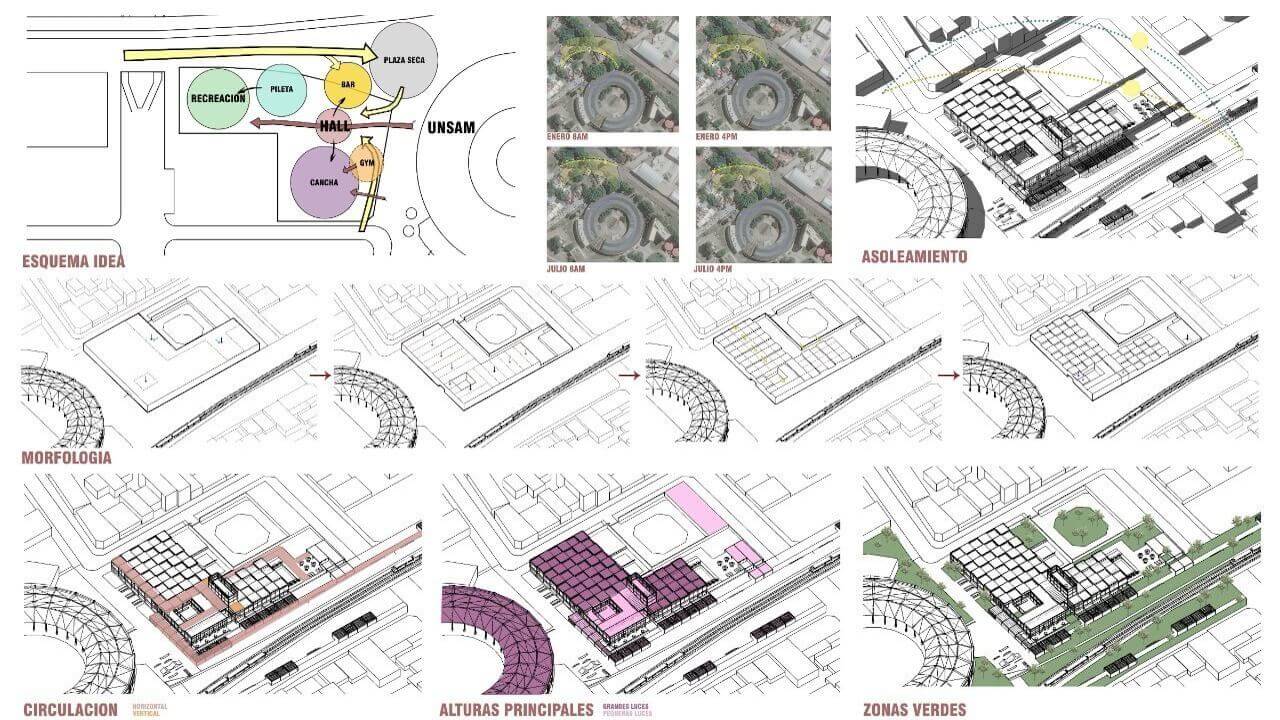 PLAZA SECA
BAR
PILETA
RECREACIÓN
HALL
UNSAM
GYM
CANCHA
ESQUEMA IDEA
ENERO 8AM
ENERO 4PM
JULIO 8AM
JULIO 4PM
ASOLEAMIENTO
MORFOLOGIA
CIRCULACION
HORIZONTAL
VERTICAL
ALTURAS PRINCIPALES
GRANDES LUCES
PEQUEÑAS LUCES
ZONAS VERDES